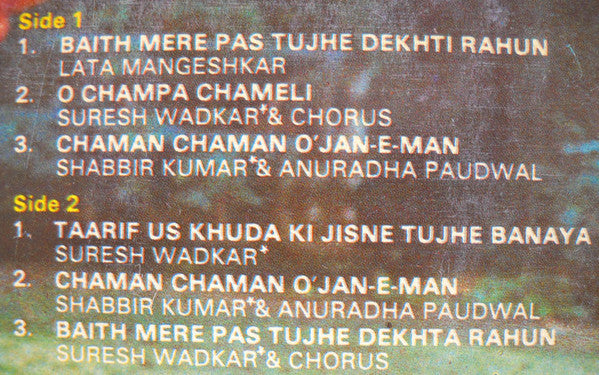 Side 1
1. BAITH MERE PAS TUJHE DEKHTI RAHUN
LATA MANGESHKAR
2. O CHAMPA CHAMELI
SURESH WADKAR*& CHORUS
3. CHAMAN CHAMAN O'JAN-E-MAN
SHABBIR KUMAR*& ANURADHA PAUDWAL
Side 2
1. TAARIF US KHUDA KI JISNE TUJHE BANAYA
SURESH WADKAR*
2. CHAMAN CHAMAN O'JAN-E-MAN
SHABBIR KUMAR*& ANURADHA PAUDWAL
3. BAITH MERE PAS TUJHE DEKHTA RAHUN
SURESH WADKAR*& CHORUS